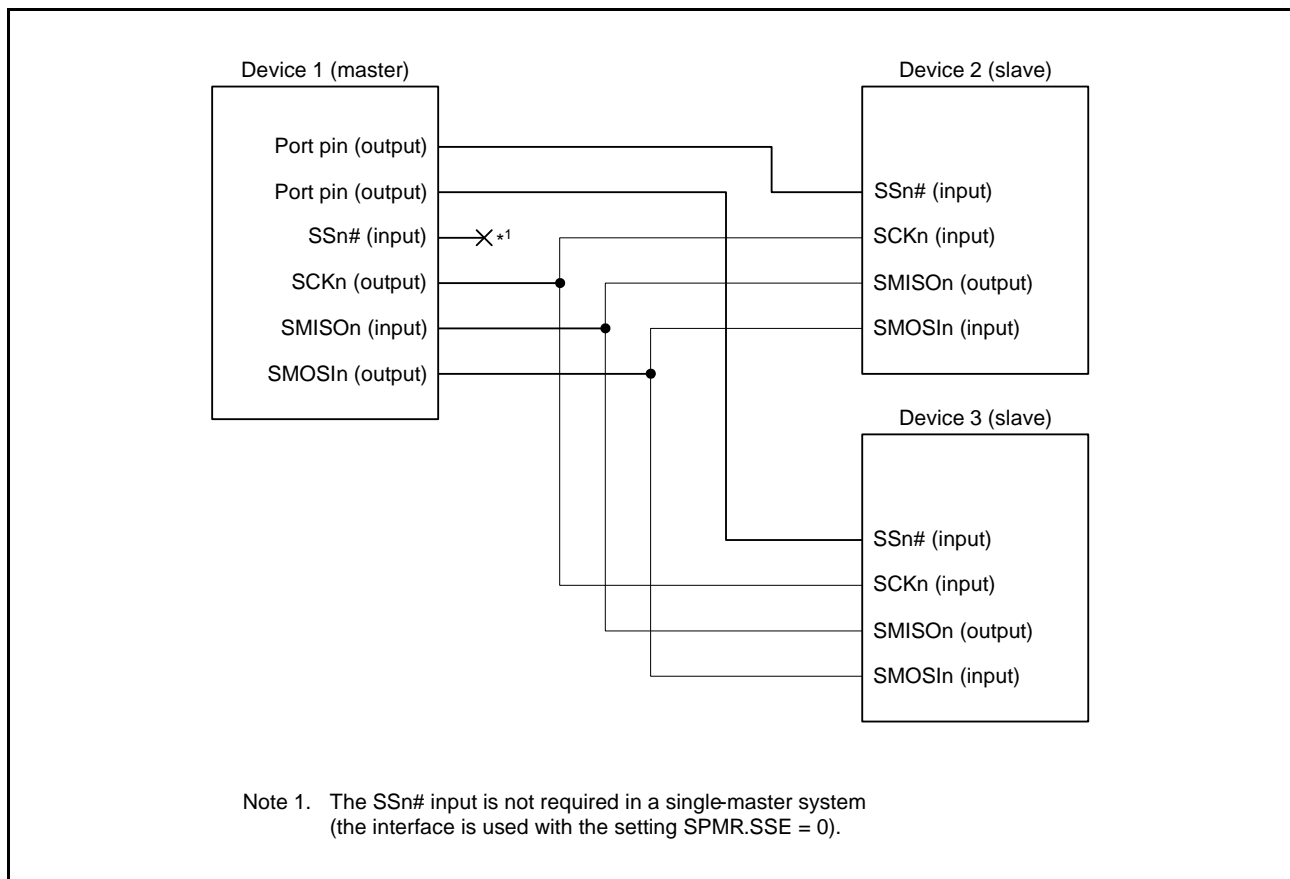 Device 1 (master)
Port pin (output)
Port pin (output)
SSn# (input)
*1
SCKn (output)
SMISOn (input)
SMOSIn (output)
Device 2 (slave)
SSn# (input)
SCKn (input)
SMISOn (output)
SMOSIn (input)
Device 3 (slave)
SSn# (input)
SCKn (input)
SMISOn (output)
SMOSIn (input)
Note 1. The SSn# input is not required in a single-master system
(the interface is used with the setting SPMR.SSE = 0).